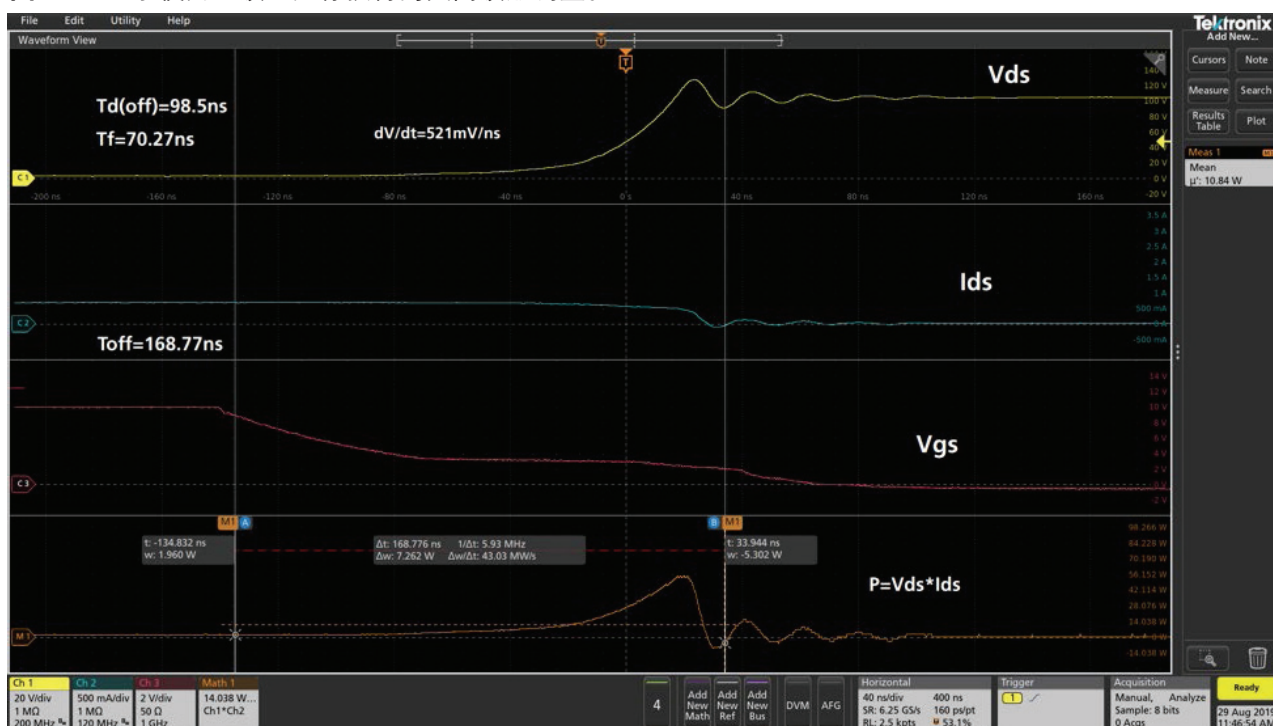 File Edit Utility Help
Tektronix
Waveform View
Add New...
Cursors Note
Measure Search
Results Table Plot
Meas 1
Mean
µ': 10.84 W
Vds
Td(off)=98.5ns
Tf=70.27ns
dV/dt=521mV/ns
120 V
100 V
80 V
60 V
40 V
20 V
0 V
-20 V
C1
-200 ns -160 ns -120 ns -80 ns -40 ns 0 s 40 ns 80 ns 120 ns 160 ns
3.5 A
3 A
2.5 A
2 A
1.5 A
1 A
500 mA
0 A
-500 mA
Ids
C2
Toff=168.77ns
14 V
12 V
10 V
8 V
6 V
4 V
2 V
0 V
-2 V
Vgs
C3
M1 A B M1
t: -134.832 ns
w: 1.960 W
Δt: 168.776 ns 1/Δt: 5.93 MHz
Δw: 7.262 W Δw/Δt: 43.03 MW/s
t: 33.944 ns
w: -5.302 W
P=Vds*Ids
98.266 W
84.228 W
70.190 W
56.152 W
42.114 W
28.076 W
14.038 W
0 W
-14.038 W
M1
Ch 1
20 V/div
1 MΩ
200 MHz
Ch 2
500 mA/div
1 MΩ
120 MHz
Ch 3
2 V/div
50 Ω
1 GHz
Math 1
14.038 W...
Ch1*Ch2
4
Add New Math
Add New Ref
Add New Bus
DVM
AFG
Horizontal
40 ns/div 400 ns
SR: 6.25 GS/s 160 ps/pt
RL: 2.5 kpts 53.1%
Trigger
1
Acquisition
Manual, Analyze
Sample: 8 bits
0 Acqs
Ready
29 Aug 2019